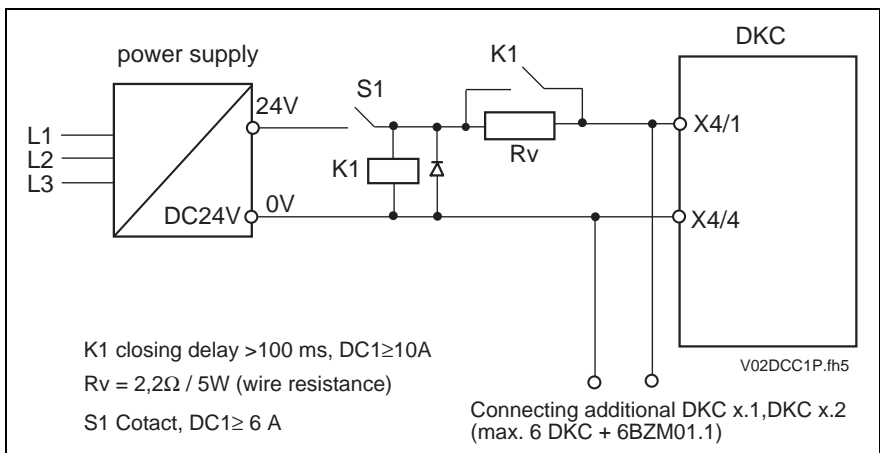 power supply
DKC
K1
S1
24V
L1
L2
L3
X4/1
K1
Rv
DC24V
0V
X4/4
K1 closing delay >100 ms, DC1≥10A
Rv = 2,2Ω / 5W (wire resistance)
S1 Cotact, DC1≥ 6 A
V02DCC1P.fh5
Connecting additional DKC x.1,DKC x.2
(max. 6 DKC + 6BZM01.1)